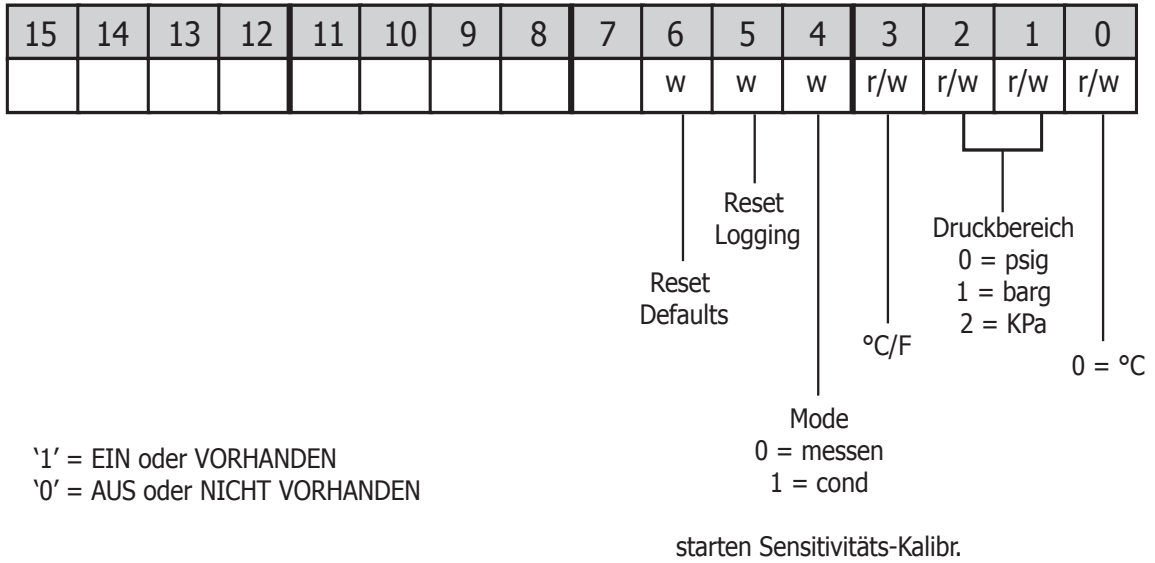 15 14 13 12 11 10 9 8 7 6 5 4 3 2 1 0
w w w r/w r/w r/w r/w
Reset
Logging
Druckbereich
0 = psig
1 = barg
2 = KPa
Reset
Defaults
°C/F
0 = °C
Mode
0 = messen
1 = cond
‘1’ = EIN oder VORHANDEN
‘0’ = AUS oder NICHT VORHANDEN
starten Sensitivitäts-Kalibr.